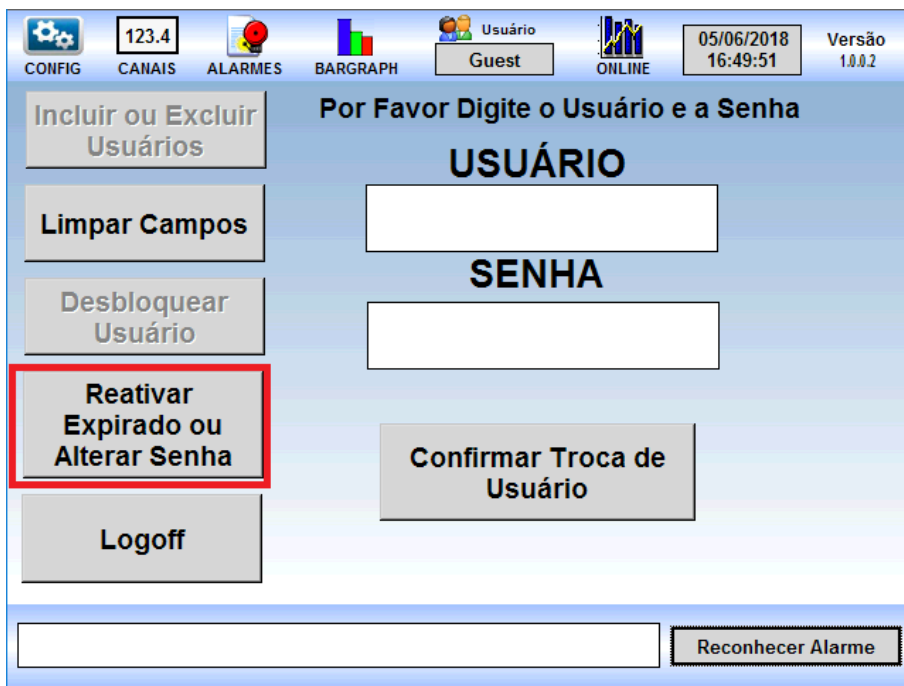 CONFIG
123.4
CANAIS
ALARMES
BARGRAPH
Usuário
Guest
ONLINE
05/06/2018
16:49:51
Versão
1.0.0.2
Incluir ou Excluir
Usuários
Limpar Campos
Desbloquear
Usuário
Reativar
Expirado ou
Alterar Senha
Logoff
Por Favor Digite o Usuário e a Senha
USUÁRIO
SENHA
Confirmar Troca de
Usuário
Reconhecer Alarme